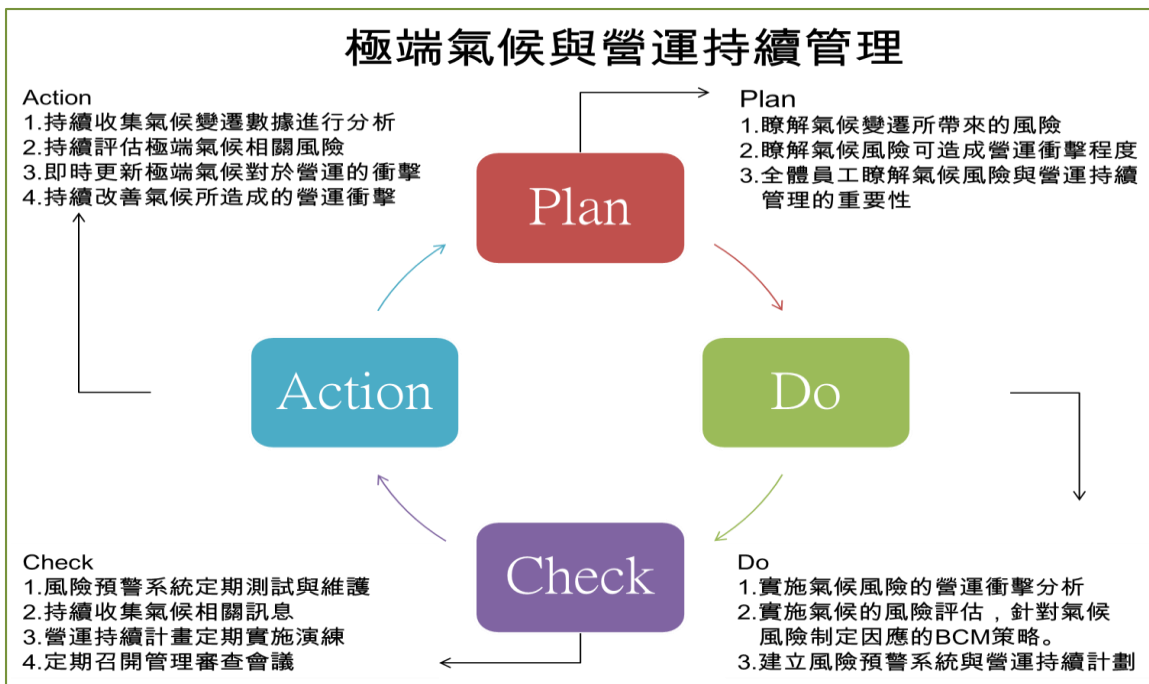 極端氣候與營運持續管理
Action
1.持續收集氣候變遷數據進行分析
2.持續評估極端氣候相關風險
3.即時更新極端氣候對於營運的衝擊
4.持續改善氣候所造成的營運衝擊
Plan
1.瞭解氣候變遷所帶來的風險
2.瞭解氣候風險可造成營運衝擊程度
3.全體員工瞭解氣候風險與營運持續
管理的重要性
Plan
Action
Do
Check
Check
1.風險預警系統定期測試與維護
2.持續收集氣候相關訊息
3.營運持續計畫定期實施演練
4.定期召開管理審查會議
Do
1.實施氣候風險的營運衝擊分析
2.實施氣候的風險評估，針對氣候
風險制定因應的BCM策略。
3.建立風險預警系統與營運持續計劃